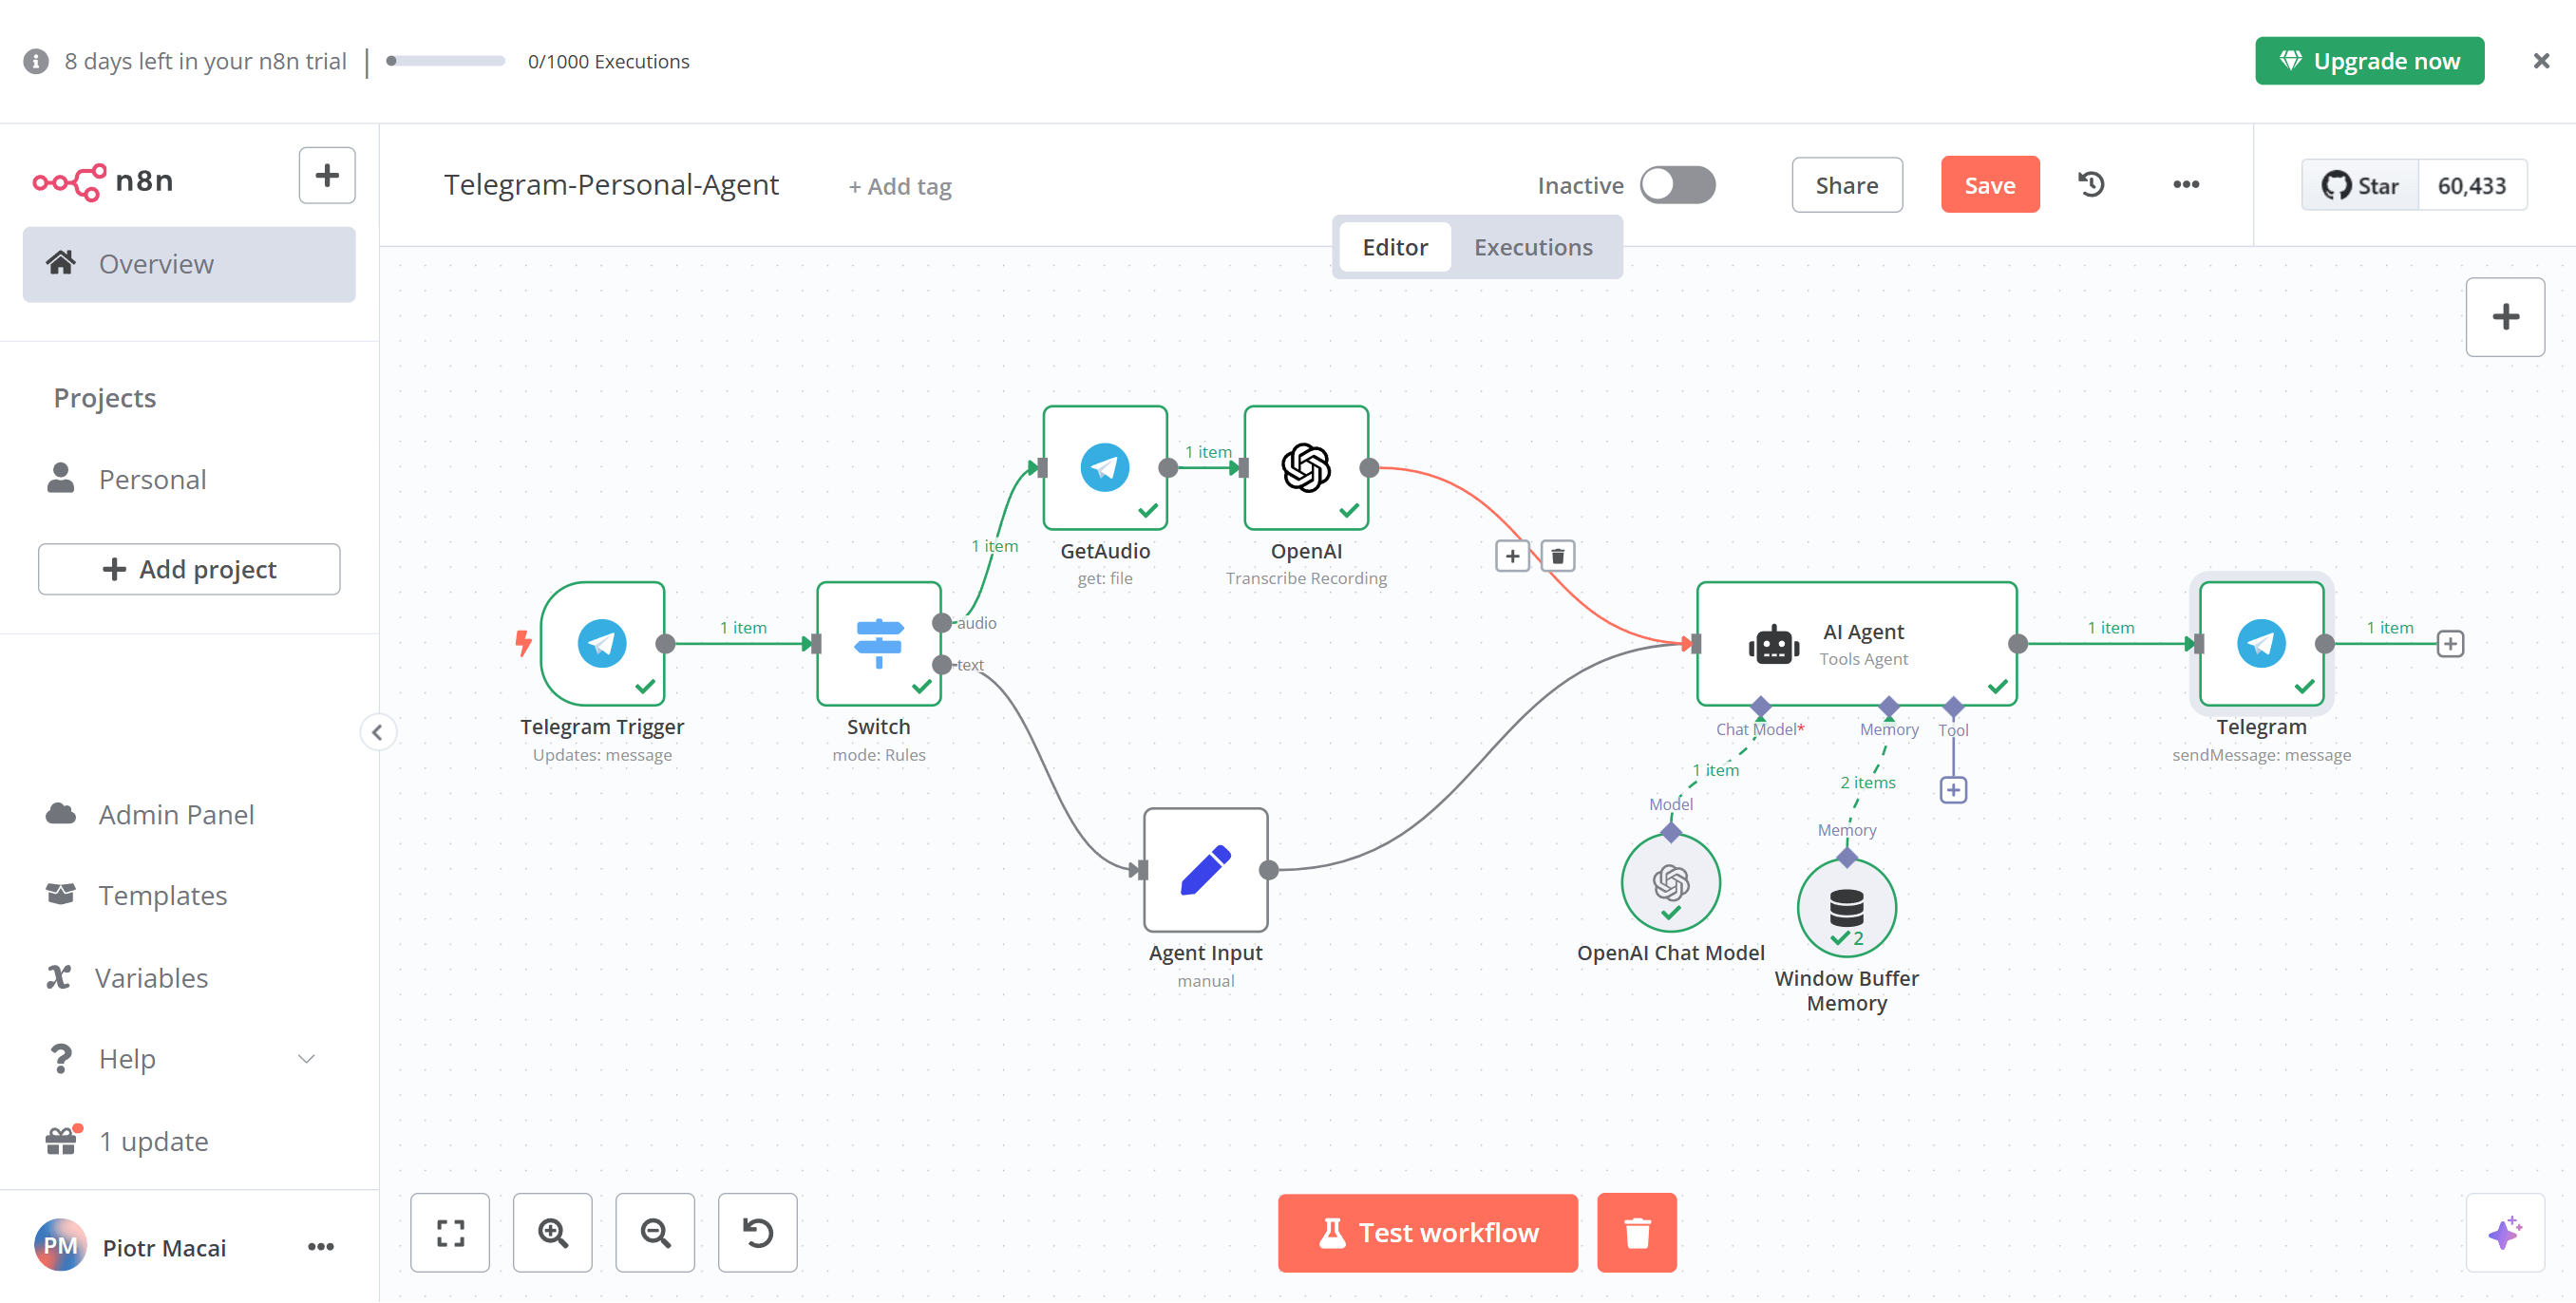 8 days left in your n8n trial
0/1000 Executions
Upgrade now
n8n
Overview
Projects
Personal
Add project
Admin Panel
Templates
Variables
Help
1 update
PM
Piotr Macai
Telegram-Personal-Agent
+ Add tag
Inactive
Share
Save
Star
60,433
Editor
Executions
1 item
GetAudio
get: file
OpenAI
Transcribe Recording
1 item
audio
text
1 item
Telegram Trigger
Updates: message
Switch
mode: Rules
AI Agent
Tools Agent
1 item
1 item
Chat Model*
Memory
Tool
Telegram
sendMessage: message
1 item
2 items
Model
Memory
2
Agent Input
manual
OpenAI Chat Model
Window Buffer
Memory
Test workflow